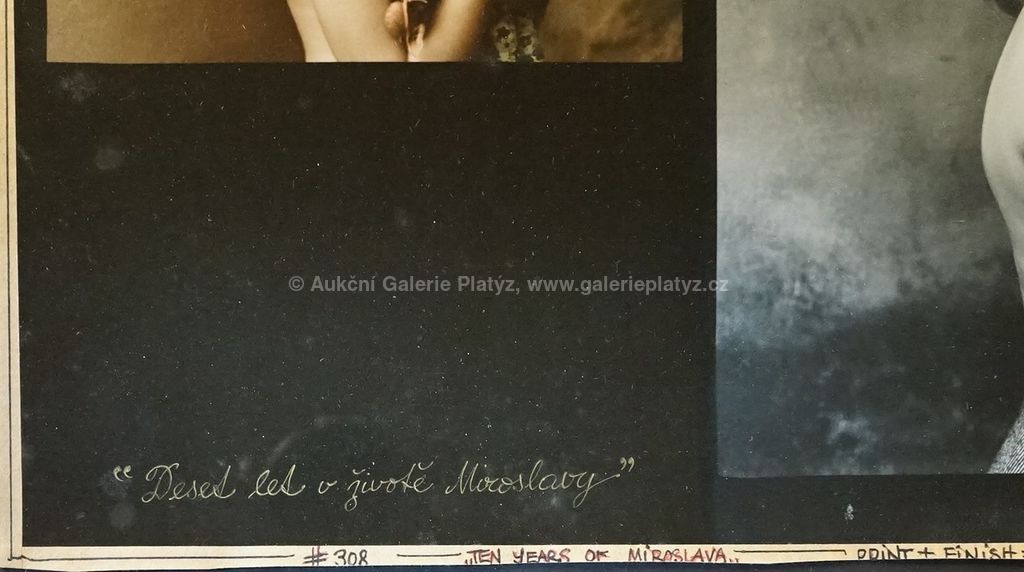 © Aukční Galerie Platýz, www.galerieplatyz.cz
“Deset let v životě Miroslavy”
# 308 — „TEN YEARS OF MIROSLAVA„ — PRINT + FINISH